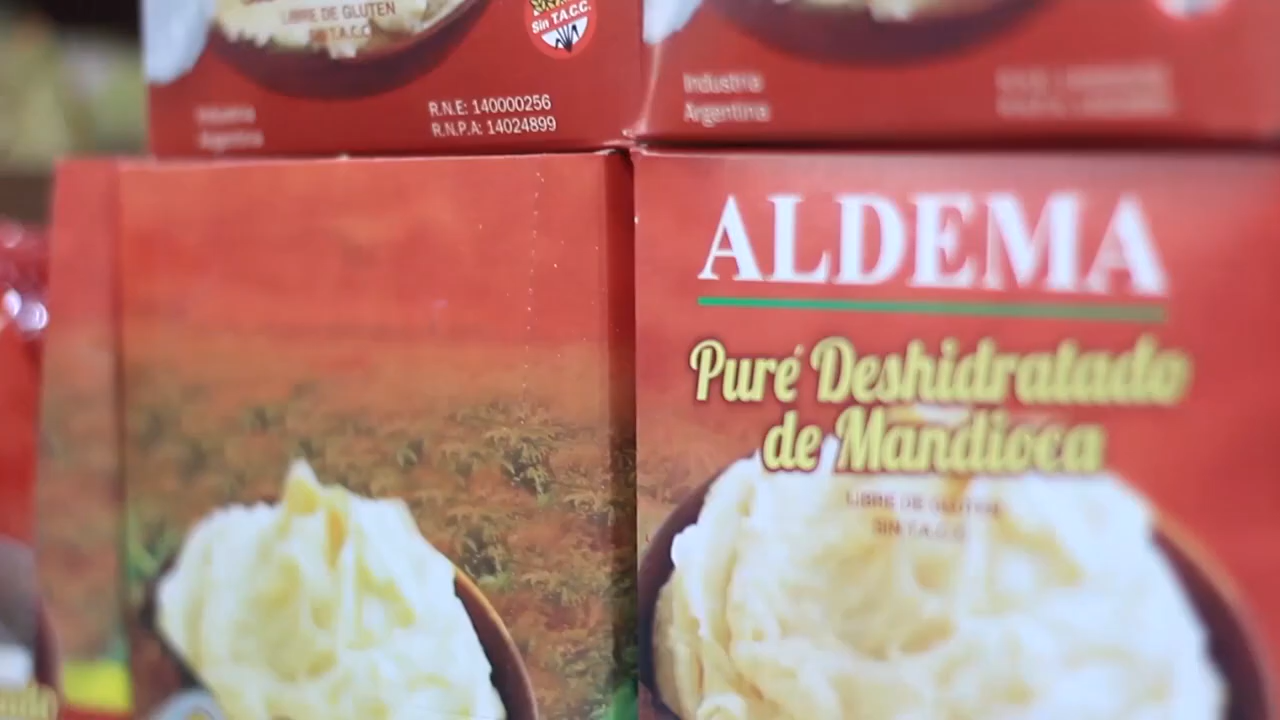 LIBRE DE GLUTEN
SIN T.A.C.C.
Sin T.A.C.C.
Industria
Argentina
R.N.E: 140000256
R.N.P.A: 14024899
Industria
Argentina
ALDEMA
Puré Deshidratado
de Mandioca
LIBRE DE GLUTEN
SIN T.A.C.C.